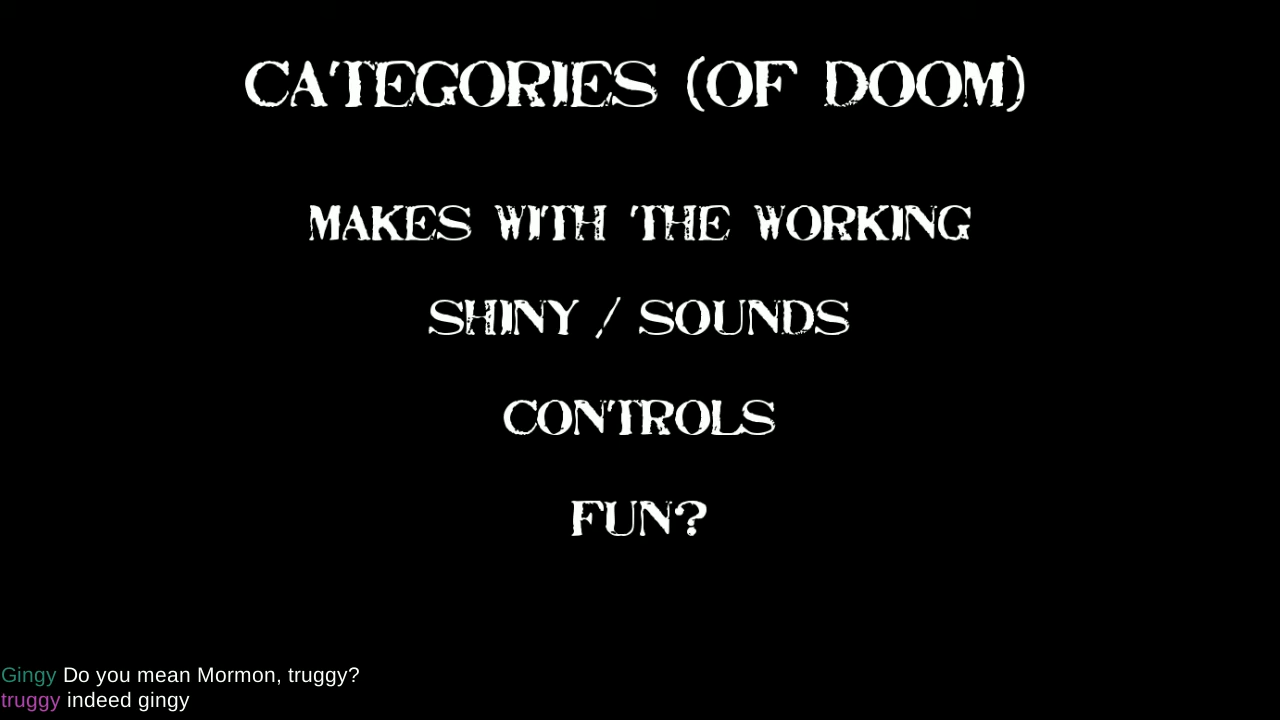 CATEGORIES (OF DOOM)
MAKES WITH THE WORKING
SHINY / SOUNDS
CONTROLS
FUN?
Gingy Do you mean Mormon, truggy?
truggy indeed gingy